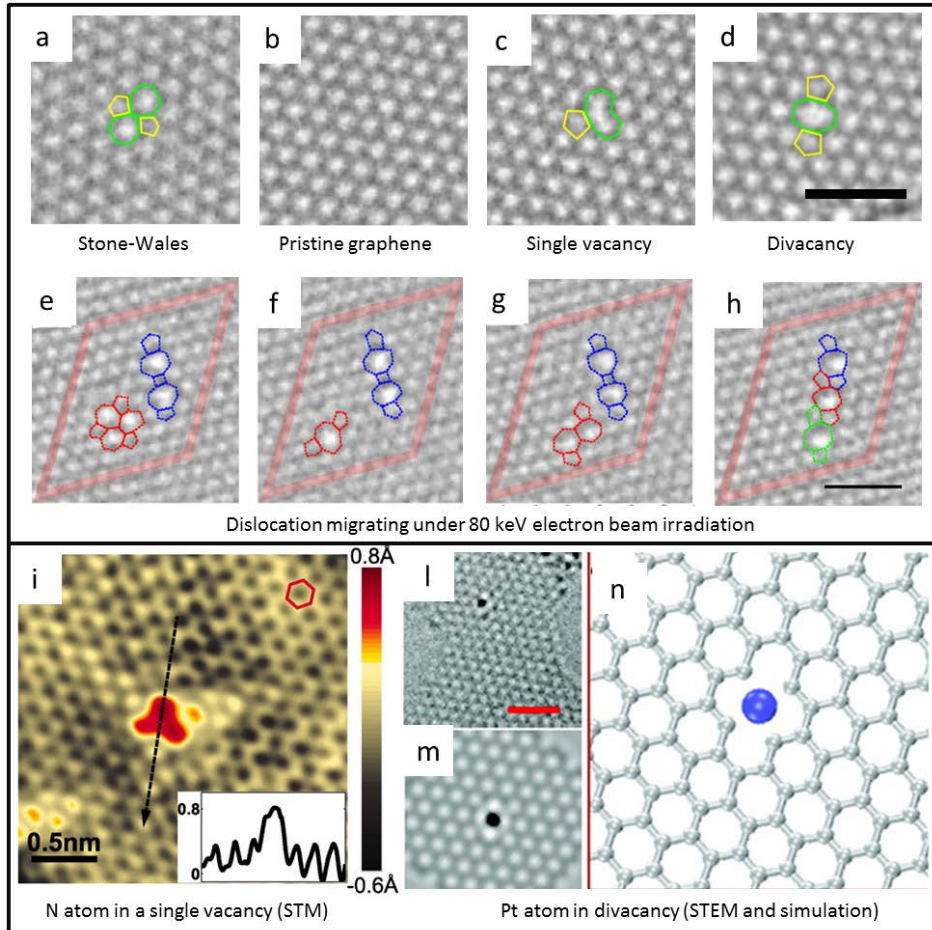 a b c d
Stone-Wales Pristine graphene Single vacancy Divacancy
e f g h
Dislocation migrating under 80 keV electron beam irradiation
i
0.8Å
l
n
m
0.8
0
0.5nm
-0.6Å
N atom in a single vacancy (STM)
Pt atom in divacancy (STEM and simulation)